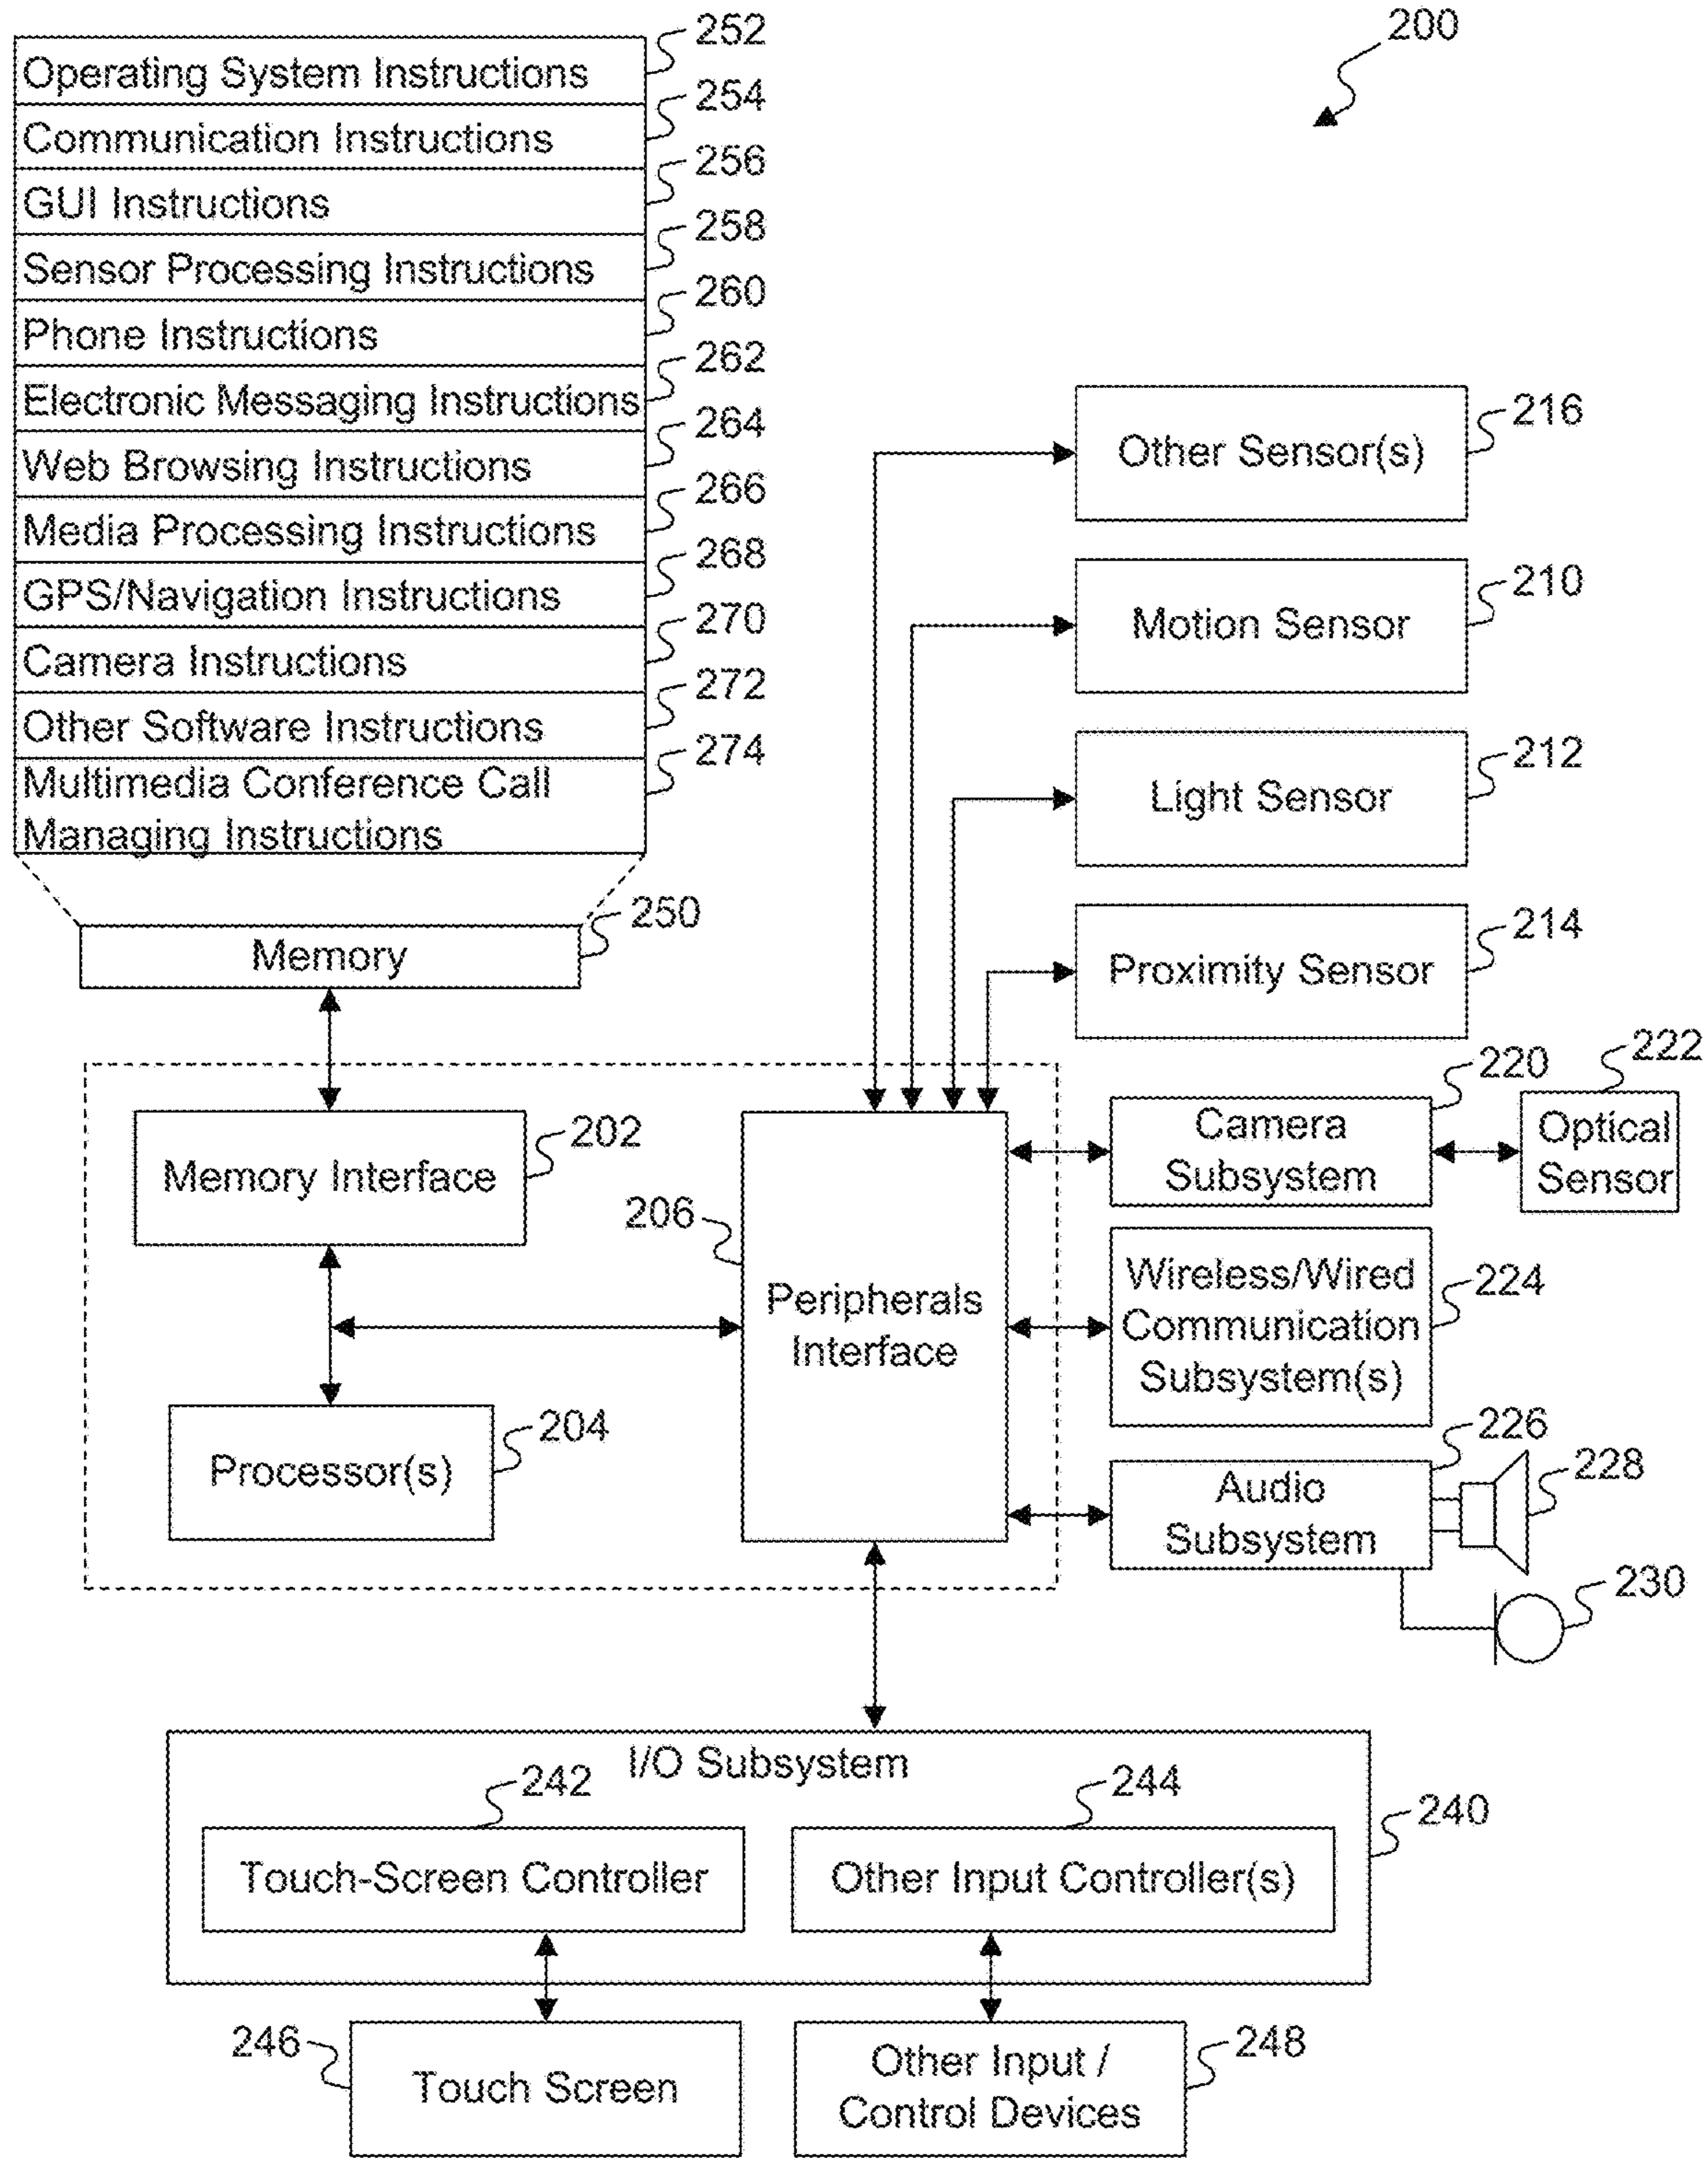 200
252
Operating System Instructions
254
Communication Instructions
256
GUI Instructions
258
Sensor Processing Instructions
260
Phone Instructions
262
Electronic Messaging Instructions
264
Web Browsing Instructions
266
Media Processing Instructions
268
GPS/Navigation Instructions
270
Camera Instructions
272
Other Software Instructions
274
Multimedia Conference Call
Managing Instructions
250
Memory
216
Other Sensor(s)
210
Motion Sensor
212
Light Sensor
214
Proximity Sensor
202
Memory Interface
206
Peripherals
Interface
204
Processor(s)
220
Camera
Subsystem
222
Optical
Sensor
224
Wireless/Wired
Communication
Subsystem(s)
226
Audio
Subsystem
228
230
I/O Subsystem
240
242
Touch-Screen Controller
244
Other Input Controller(s)
246
Touch Screen
248
Other Input /
Control Devices